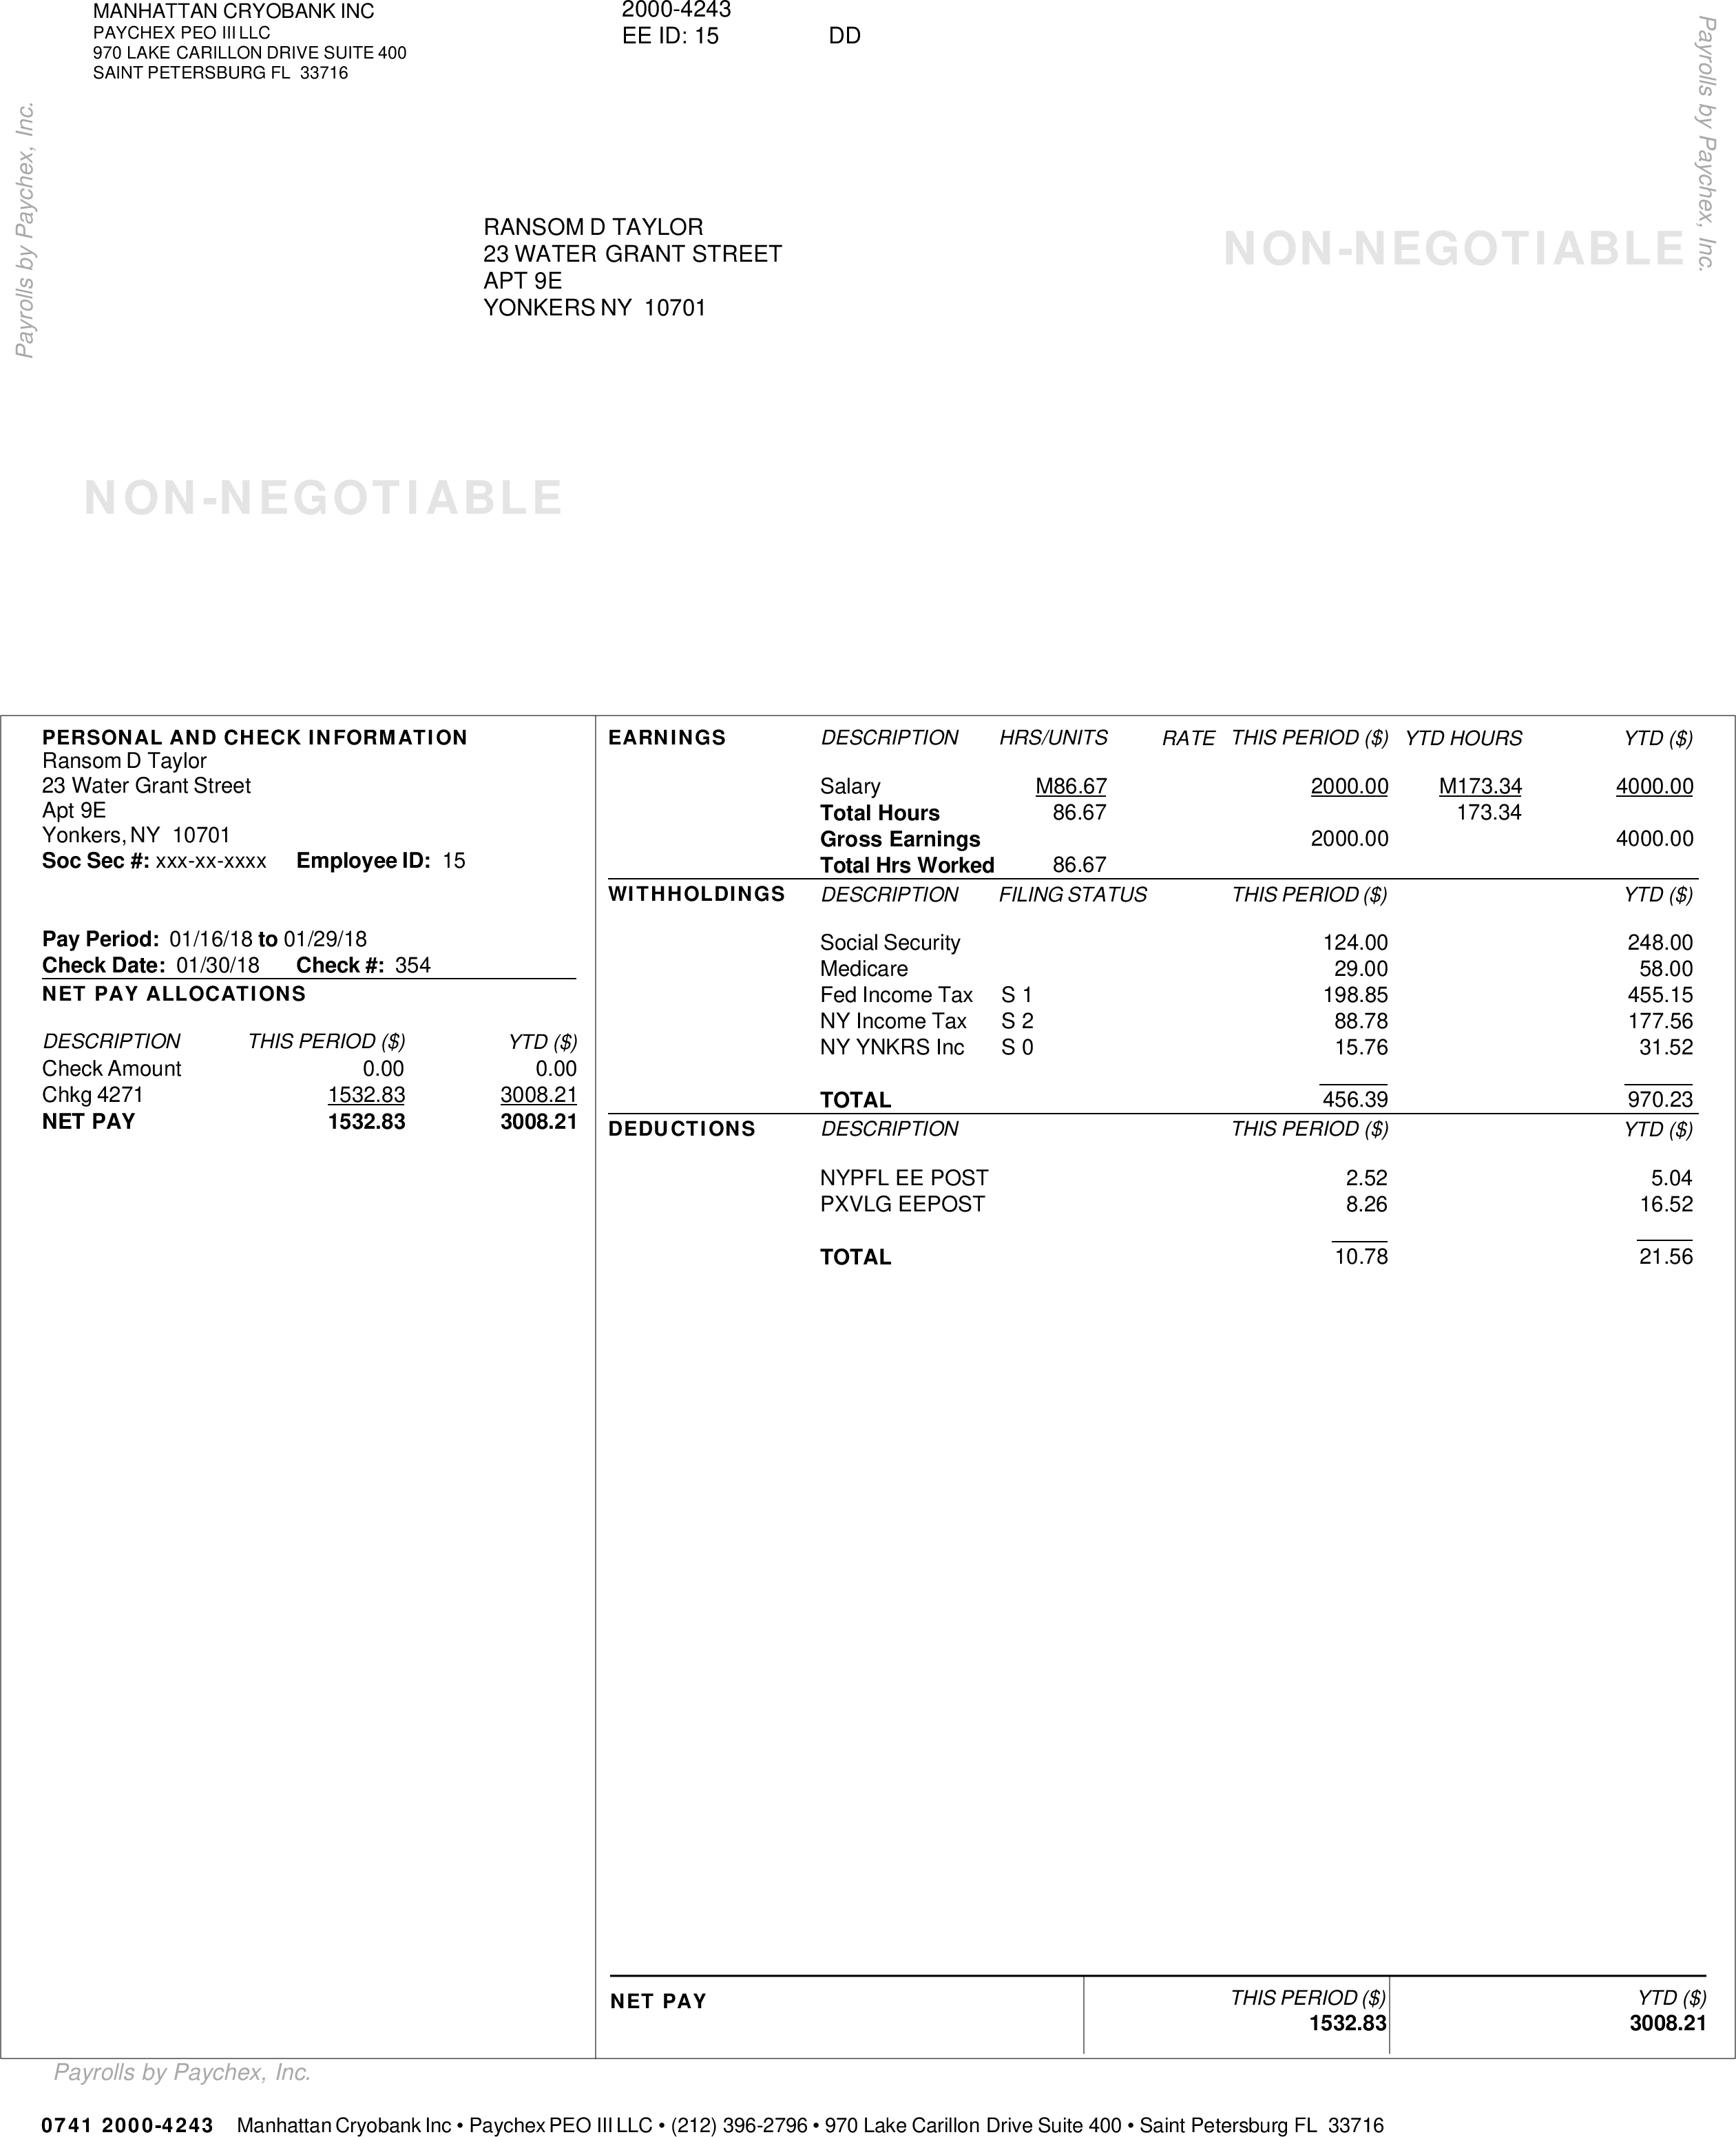 MANHATTAN CRYOBANK INC
PAYCHEX PEO III LLC
970 LAKE CARILLON DRIVE SUITE 400
SAINT PETERSBURG FL 33716
2000-4243
EE ID: 15 DD
Payrolls by Paychex, Inc.
Payrolls by Paychex, Inc.
RANSOM D TAYLOR
23 WATER GRANT STREET
APT 9E
YONKERS NY 10701
NON-NEGOTIABLE
NON-NEGOTIABLE
PERSONAL AND CHECK INFORMATION
Ransom D Taylor
23 Water Grant Street
Apt 9E
Yonkers, NY 10701
Soc Sec #: xxx-xx-xxxx Employee ID: 15
Pay Period: 01/16/18 to 01/29/18
Check Date: 01/30/18 Check #: 354
NET PAY ALLOCATIONS
DESCRIPTION THIS PERIOD ($) YTD ($)
Check Amount 0.00 0.00
Chkg 4271 1532.83 3008.21
NET PAY 1532.83 3008.21
EARNINGS DESCRIPTION HRS/UNITS RATE THIS PERIOD ($) YTD HOURS YTD ($)
Salary M86.67 2000.00 M173.34 4000.00
Total Hours 86.67 173.34
Gross Earnings 2000.00 4000.00
Total Hrs Worked 86.67
WITHHOLDINGS DESCRIPTION FILING STATUS THIS PERIOD ($) YTD ($)
Social Security 124.00 248.00
Medicare 29.00 58.00
Fed Income Tax S 1 198.85 455.15
NY Income Tax S 2 88.78 177.56
NY YNKRS Inc S 0 15.76 31.52
TOTAL 456.39 970.23
DEDUCTIONS DESCRIPTION THIS PERIOD ($) YTD ($)
NYPFL EE POST 2.52 5.04
PXVLG EEPOST 8.26 16.52
TOTAL 10.78 21.56
NET PAY THIS PERIOD ($) YTD ($)
1532.83 3008.21
Payrolls by Paychex, Inc.
0741 2000-4243 Manhattan Cryobank Inc • Paychex PEO III LLC • (212) 396-2796 • 970 Lake Carillon Drive Suite 400 • Saint Petersburg FL 33716